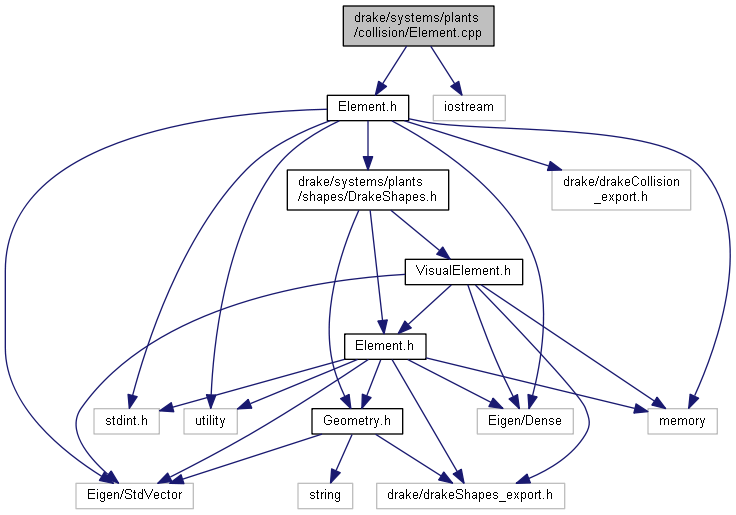 drake/systems/plants
/collision/Element.cpp
Element.h
iostream
drake/systems/plants
/shapes/DrakeShapes.h
drake/drakeCollision
_export.h
VisualElement.h
Element.h
stdint.h
utility
Geometry.h
Eigen/Dense
memory
Eigen/StdVector
string
drake/drakeShapes_export.h